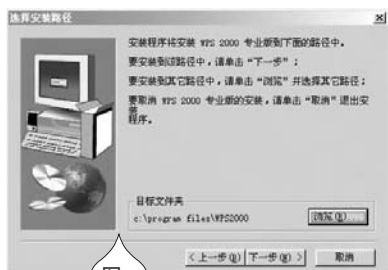 选择安装路径
安装程序将安装 WPS 2000 专业版到下面的路径中。
要安装到该路径中，请单击“下一步”；
要安装到其它路径中，请单击“浏览”并选择其它路径；
要取消 WPS 2000 专业版的安装，请单击“取消”退出安
装
程序。
目标文件夹
c:\program files\WPS2000
浏览(R)...
<上一步(B) 下一步(N)> 取消